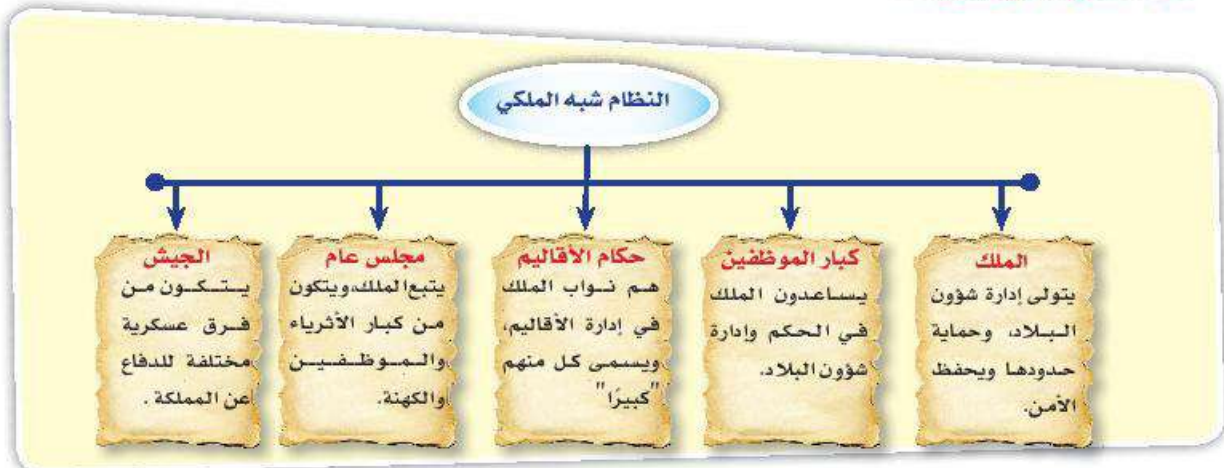 النظام شبه الملكي
الملك
يتولى إدارة شؤون
البلاد، وحماية
حدودها ويحفظ
الأمن.
كبار الموظفين
يساعدون الملك
في الحكم وإدارة
شؤون البلاد.
حكام الأقاليم
هم نواب الملك
في إدارة الأقاليم،
ويسمى كل منهم
"كبيرًا"
مجلس عام
يتبع الملك، ويتكون
من كبار الأثرياء
والموظفين
والكهنة.
الجيش
يتكون من
فرق عسكرية
مختلفة للدفاع
عن المملكة .